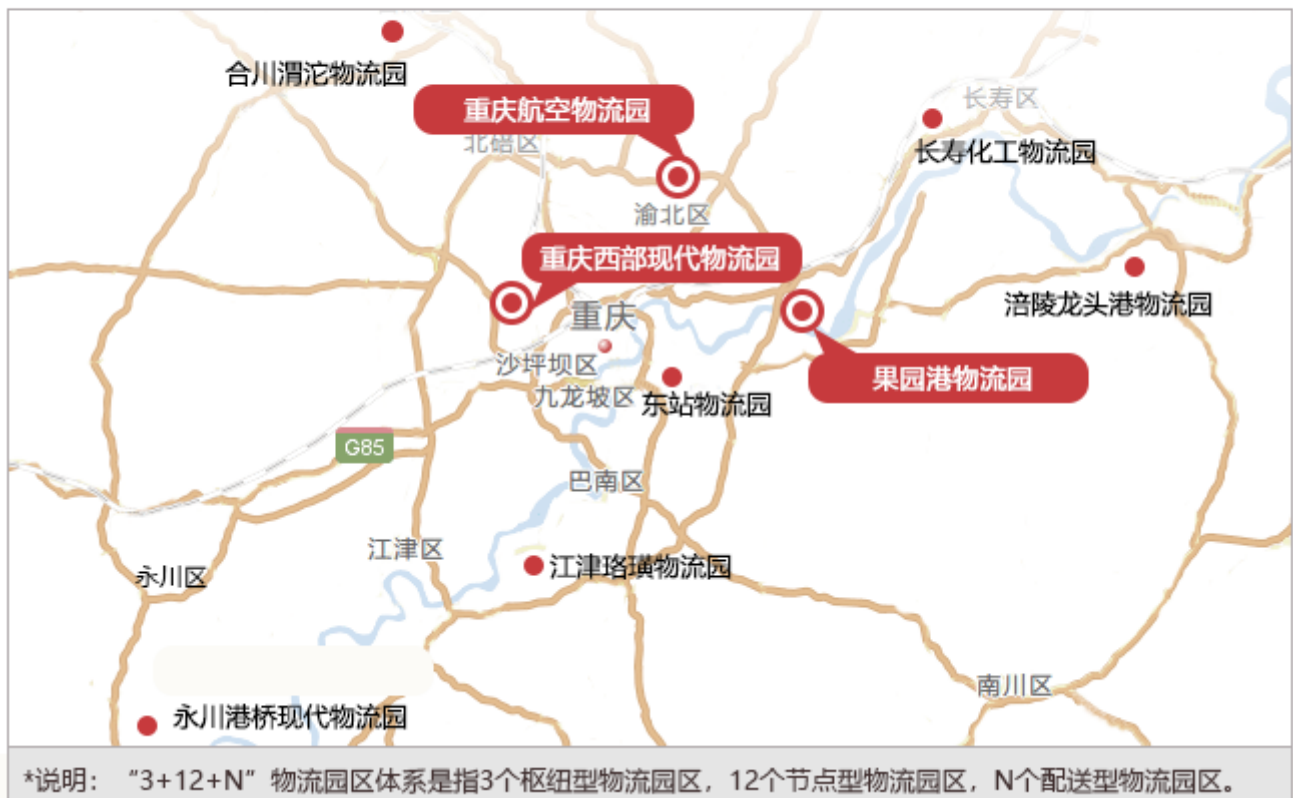 合川渭沱物流园
重庆航空物流园
北碚区
长寿区
长寿化工物流园
渝北区
重庆西部现代物流园
重庆
涪陵龙头港物流园
沙坪坝区
果园港物流园
九龙坡区
东站物流园
G85
巴南区
江津区
江津珞璜物流园
永川区
南川区
永川港桥现代物流园
*说明：“3+12+N”物流园区体系是指3个枢纽型物流园区，12个节点型物流园区，N个配送型物流园区。